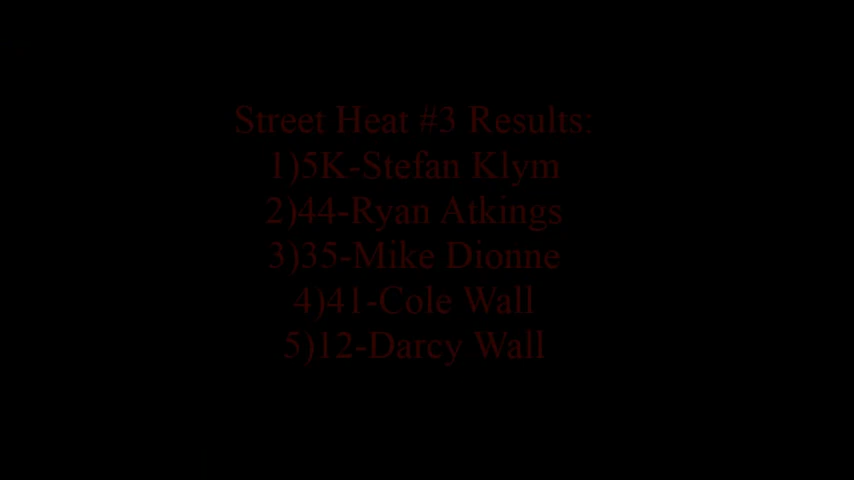 Street Heat #3 Results:
1)5K-Stefan Klym
2)44-Ryan Atkings
3)35-Mike Dionne
4)41-Cole Wall
5)12-Darcy Wall